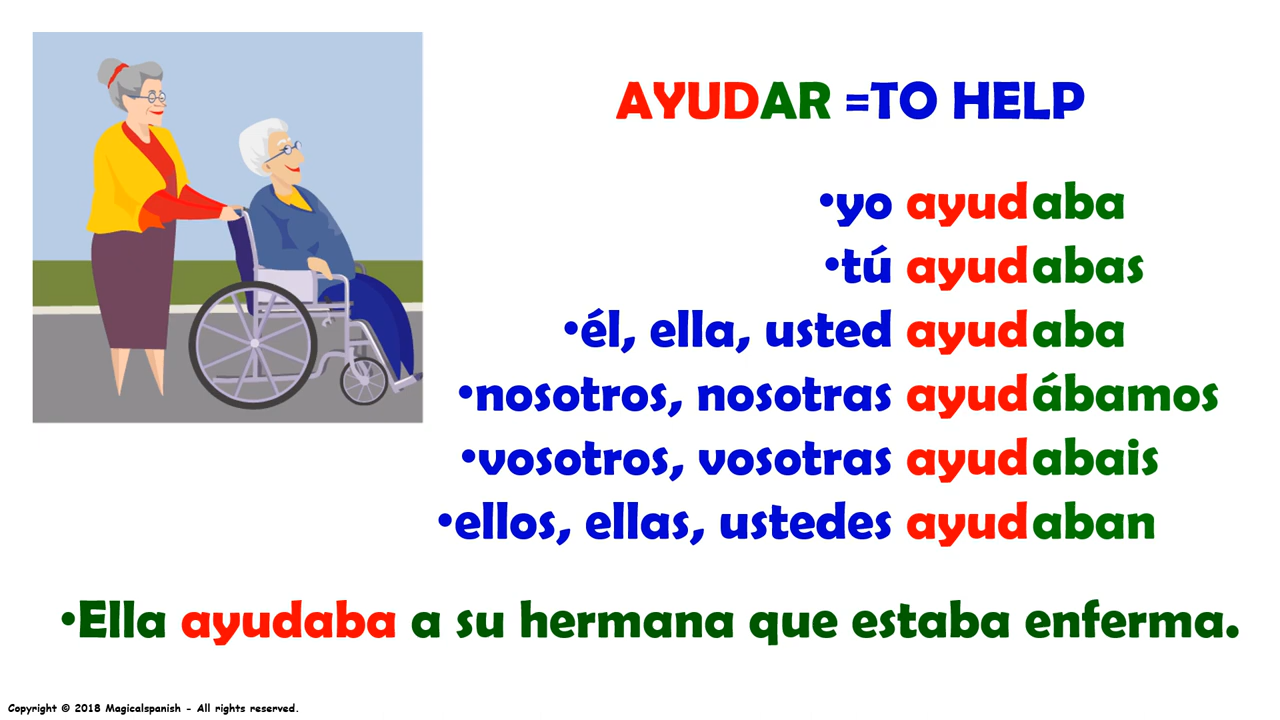 AYUDAR =TO HELP
•yo ayudaba
•tú ayudabas
•él, ella, usted ayudaba
•nosotros, nosotras ayudábamos
•vosotros, vosotras ayudabais
•ellos, ellas, ustedes ayudaban
•Ella ayudaba a su hermana que estaba enferma.
Copyright © 2018 Magicalspanish - All rights reserved.